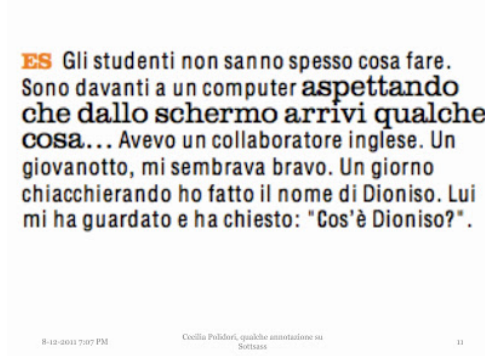 ES Gli studenti non sanno spesso cosa fare.
Sono davanti a un computer aspettando
che dallo schermo arrivi qualche
cosa... Avevo un collaboratore inglese. Un
giovanotto, mi sembrava bravo. Un giorno
chiacchierando ho fatto il nome di Dioniso. Lui
mi ha guardato e ha chiesto: "Cos'è Dioniso?".
8-12-2011 7:07 PM
Cecilia Polidori, qualche annotazione su
Sottsass
11